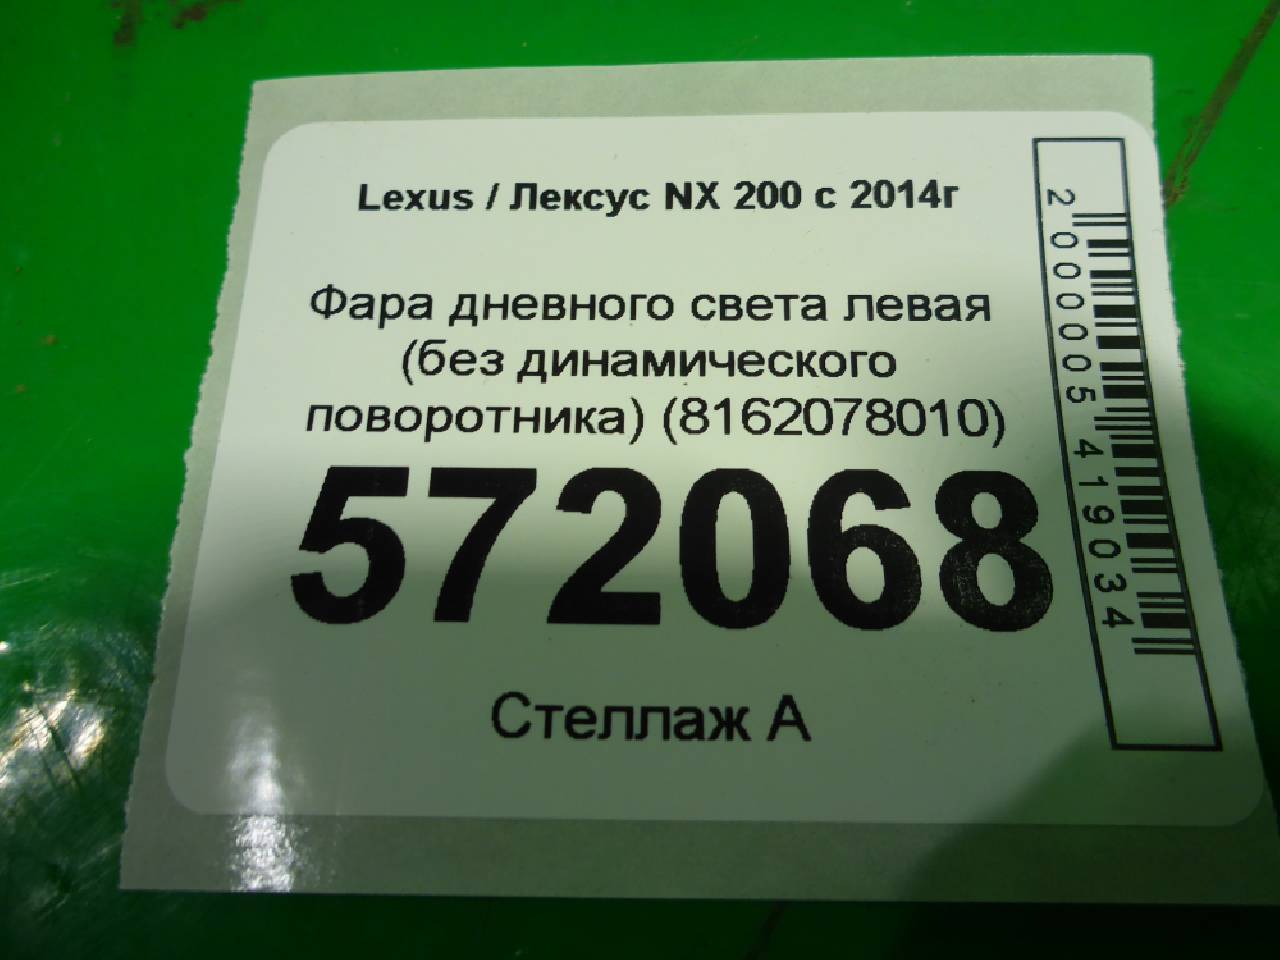 Lexus / Лексус NX 200 с 2014г
Фара дневного света левая
(без динамического
поворотника) (8162078010)
572068
Стеллаж А
2000005419034